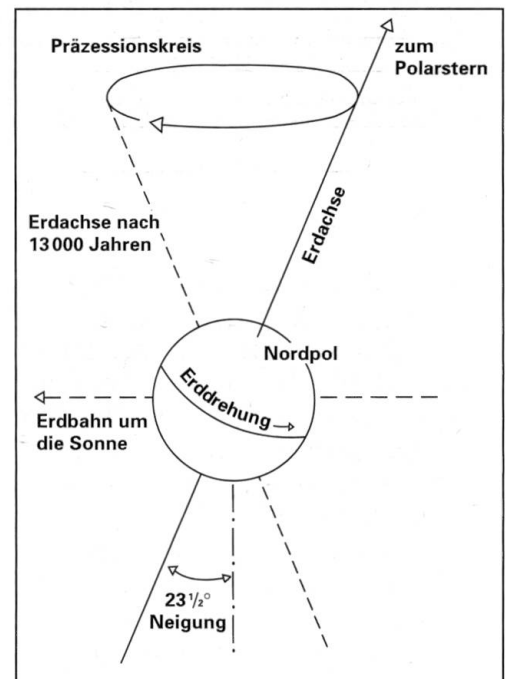 Präzessionskreis
zum
Polarstern
Erdachse nach
13000 Jahren
Erdachse
Nordpol
Erddrehung
Erdbahn um
die Sonne
23 ½°
Neigung